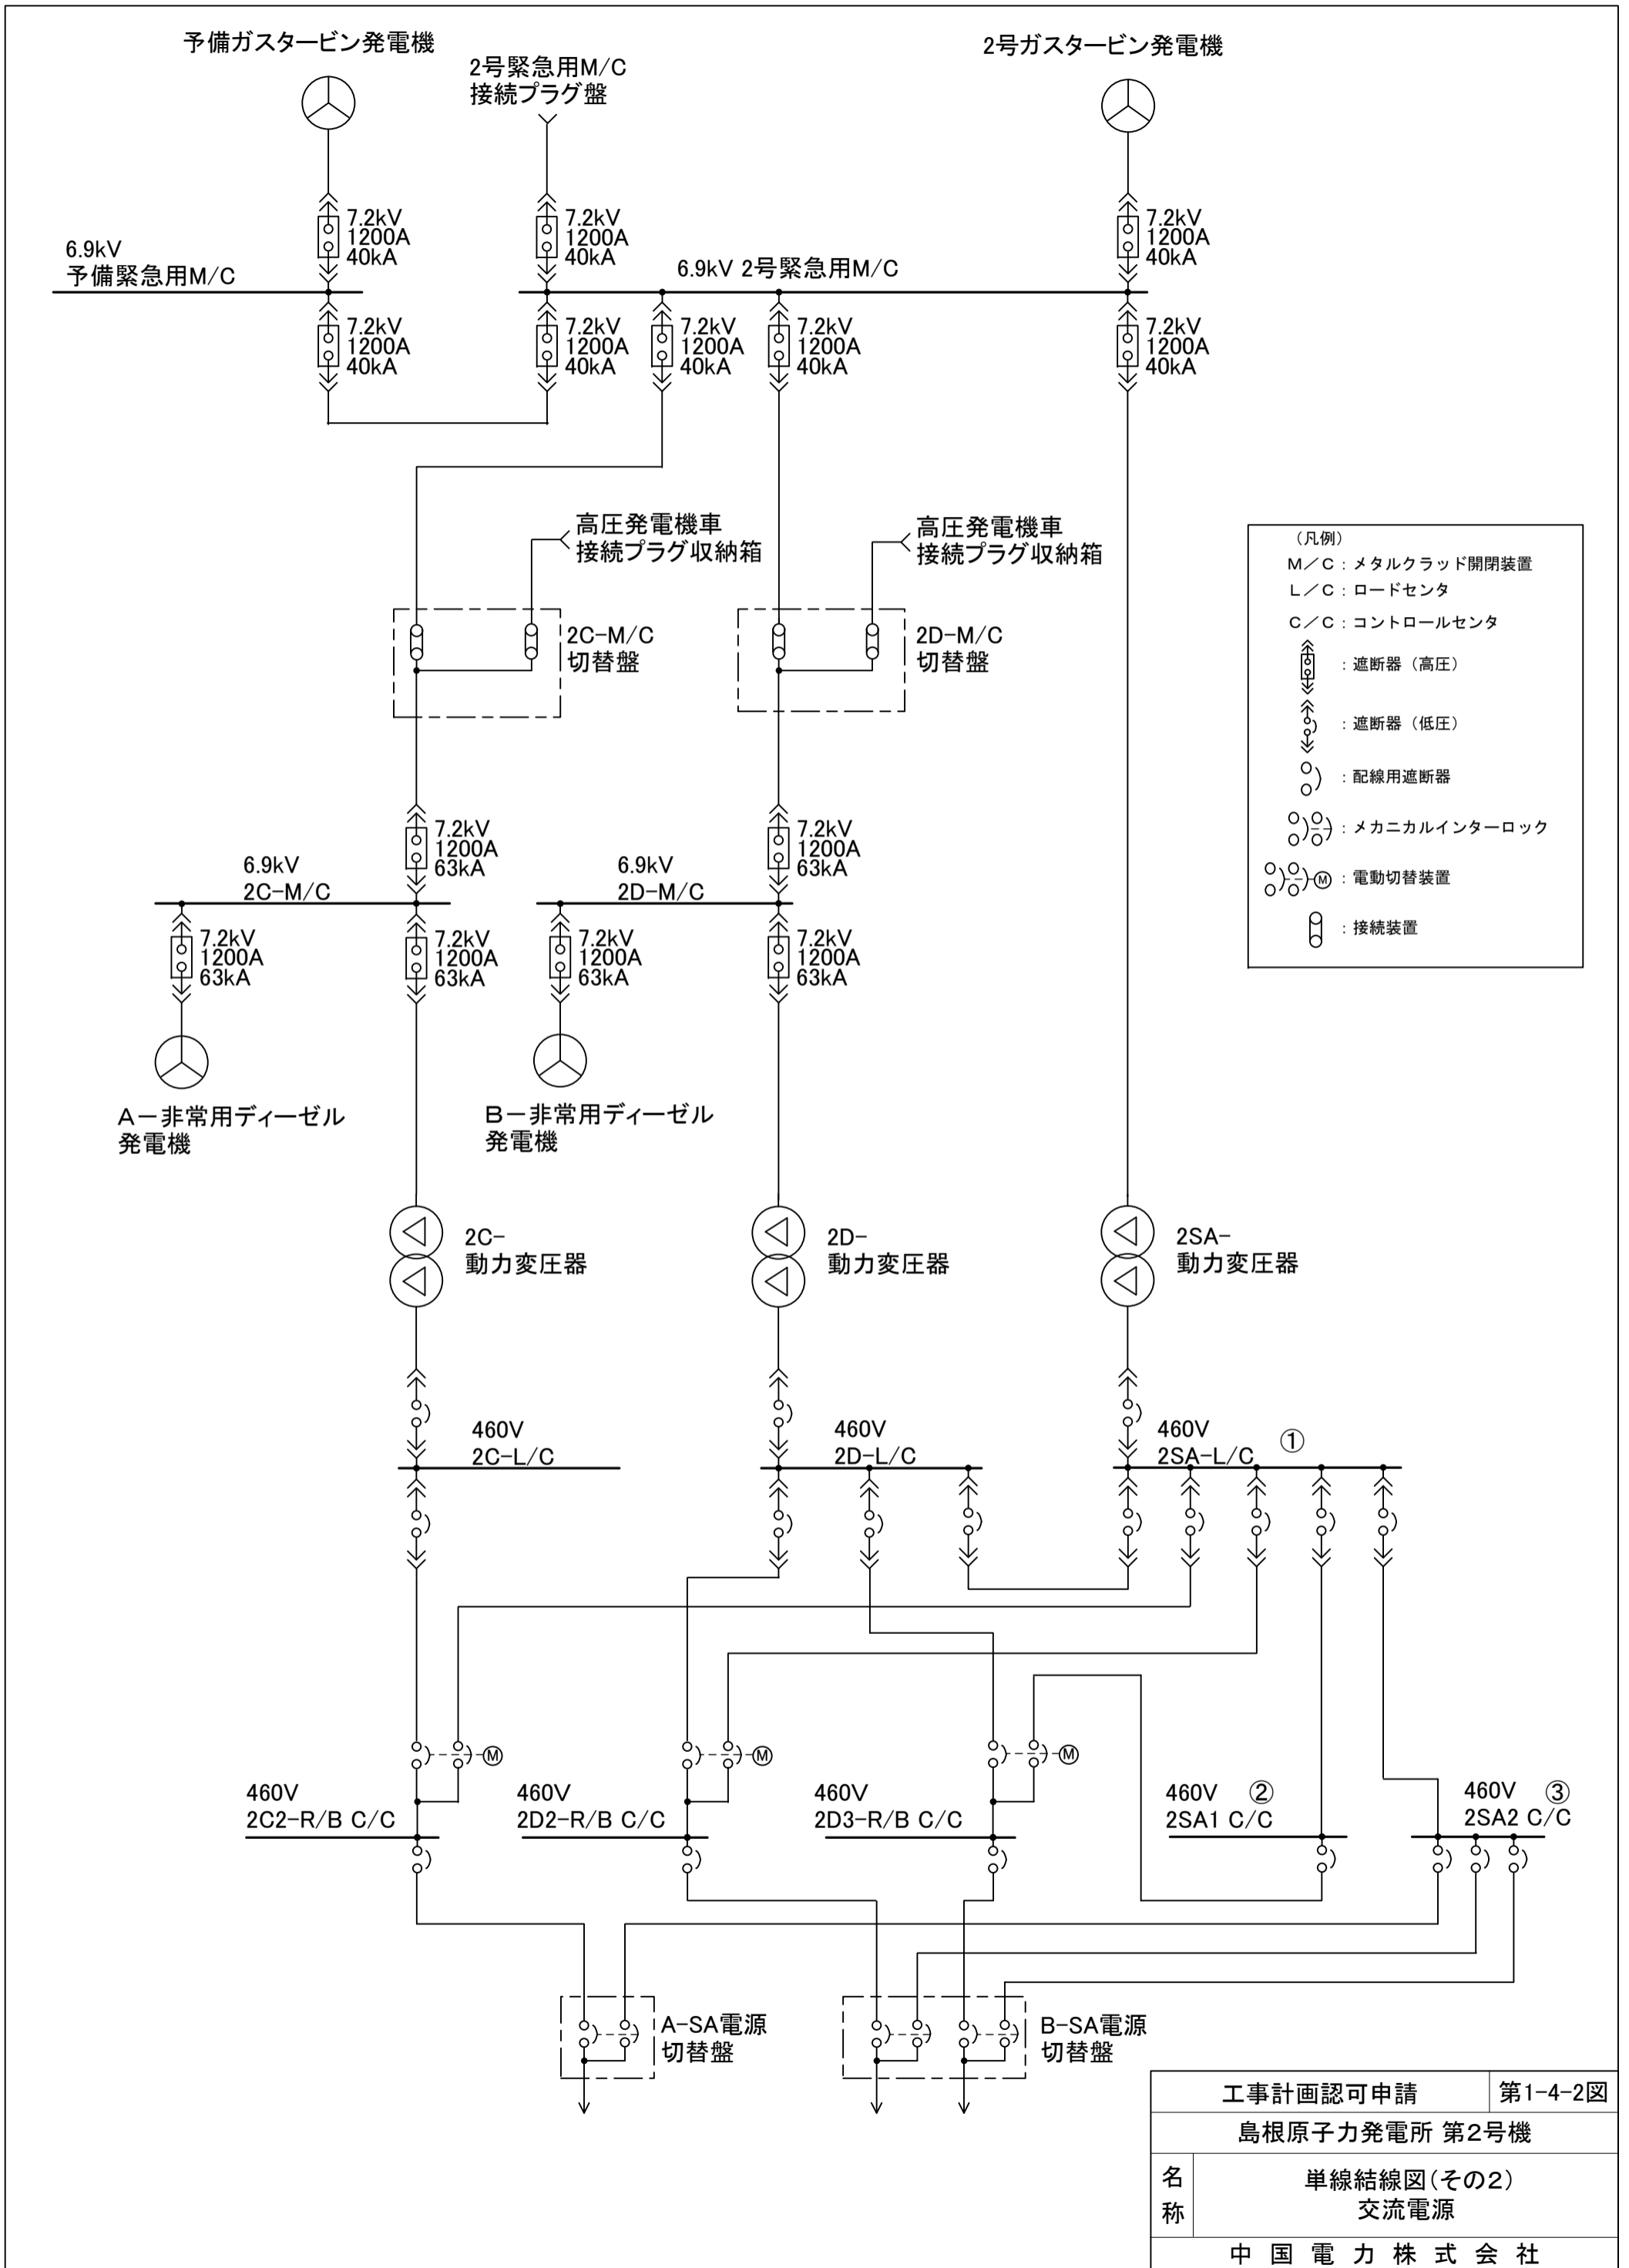 予備ガスタービン発電機
2号緊急用M/C
接続プラグ盤
2号ガスタービン発電機
7.2kV
1200A
40kA
7.2kV
1200A
40kA
7.2kV
1200A
40kA
6.9kV
予備緊急用M/C
6.9kV 2号緊急用M/C
7.2kV
1200A
40kA
7.2kV
1200A
40kA
7.2kV
1200A
40kA
7.2kV
1200A
40kA
7.2kV
1200A
40kA
高圧発電機車
接続プラグ収納箱
高圧発電機車
接続プラグ収納箱
2C-M/C
切替盤
2D-M/C
切替盤
(凡例)
M/C : メタルクラッド開閉装置
L/C : ロードセンタ
C/C : コントロールセンタ
: 遮断器(高圧)
: 遮断器(低圧)
: 配線用遮断器
: メカニカルインターロック
M : 電動切替装置
: 接続装置
7.2kV
1200A
63kA
7.2kV
1200A
63kA
6.9kV
2C-M/C
6.9kV
2D-M/C
7.2kV
1200A
63kA
7.2kV
1200A
63kA
7.2kV
1200A
63kA
7.2kV
1200A
63kA
A-非常用ディーゼル
発電機
B-非常用ディーゼル
発電機
2C-
動力変圧器
2D-
動力変圧器
2SA-
動力変圧器
460V
2C-L/C
460V
2D-L/C
460V
2SA-L/C ①
M
M
M
460V
2C2-R/B C/C
460V
2D2-R/B C/C
460V
2D3-R/B C/C
460V ②
2SA1 C/C
460V ③
2SA2 C/C
A-SA電源
切替盤
B-SA電源
切替盤
工事計画認可申請 第1-4-2図
島根原子力発電所 第2号機
名称
単線結線図(その2)
交流電源
中国電力株式会社